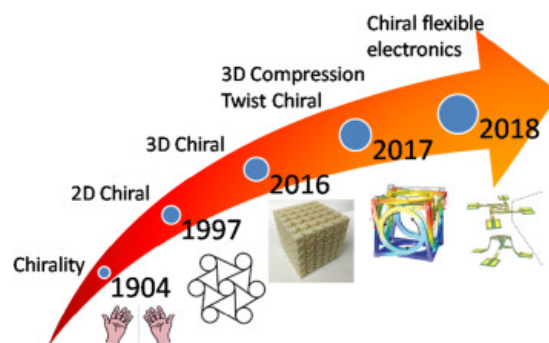 Chiral flexible
electronics
3D Compression
Twist Chiral
2018
3D Chiral
2017
2D Chiral
2016
1997
Chirality
1904